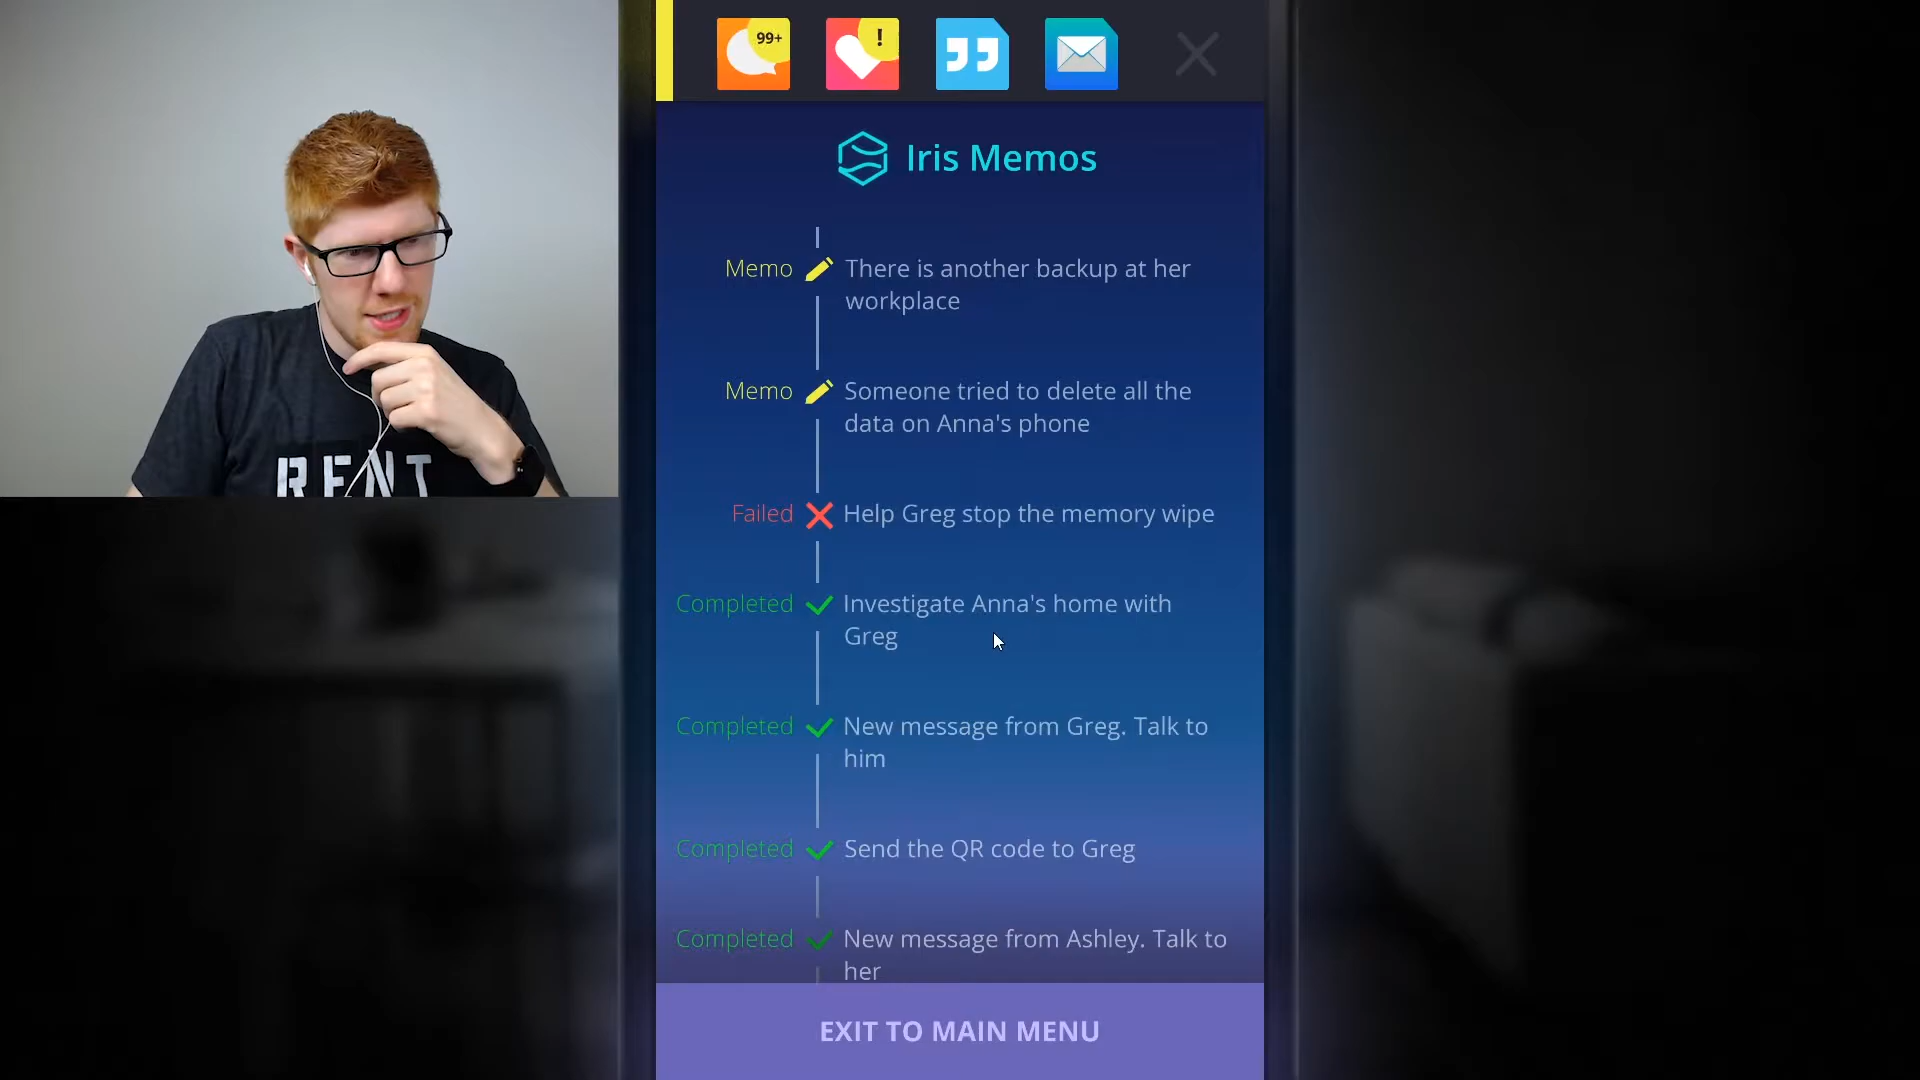 99+
!
Iris Memos
Memo There is another backup at her
workplace
Memo Someone tried to delete all the
data on Anna's phone
Failed Help Greg stop the memory wipe
Completed Investigate Anna's home with
Greg
Completed New message from Greg. Talk to
him
Completed Send the QR code to Greg
Completed New message from Ashley. Talk to
her
EXIT TO MAIN MENU
RENT